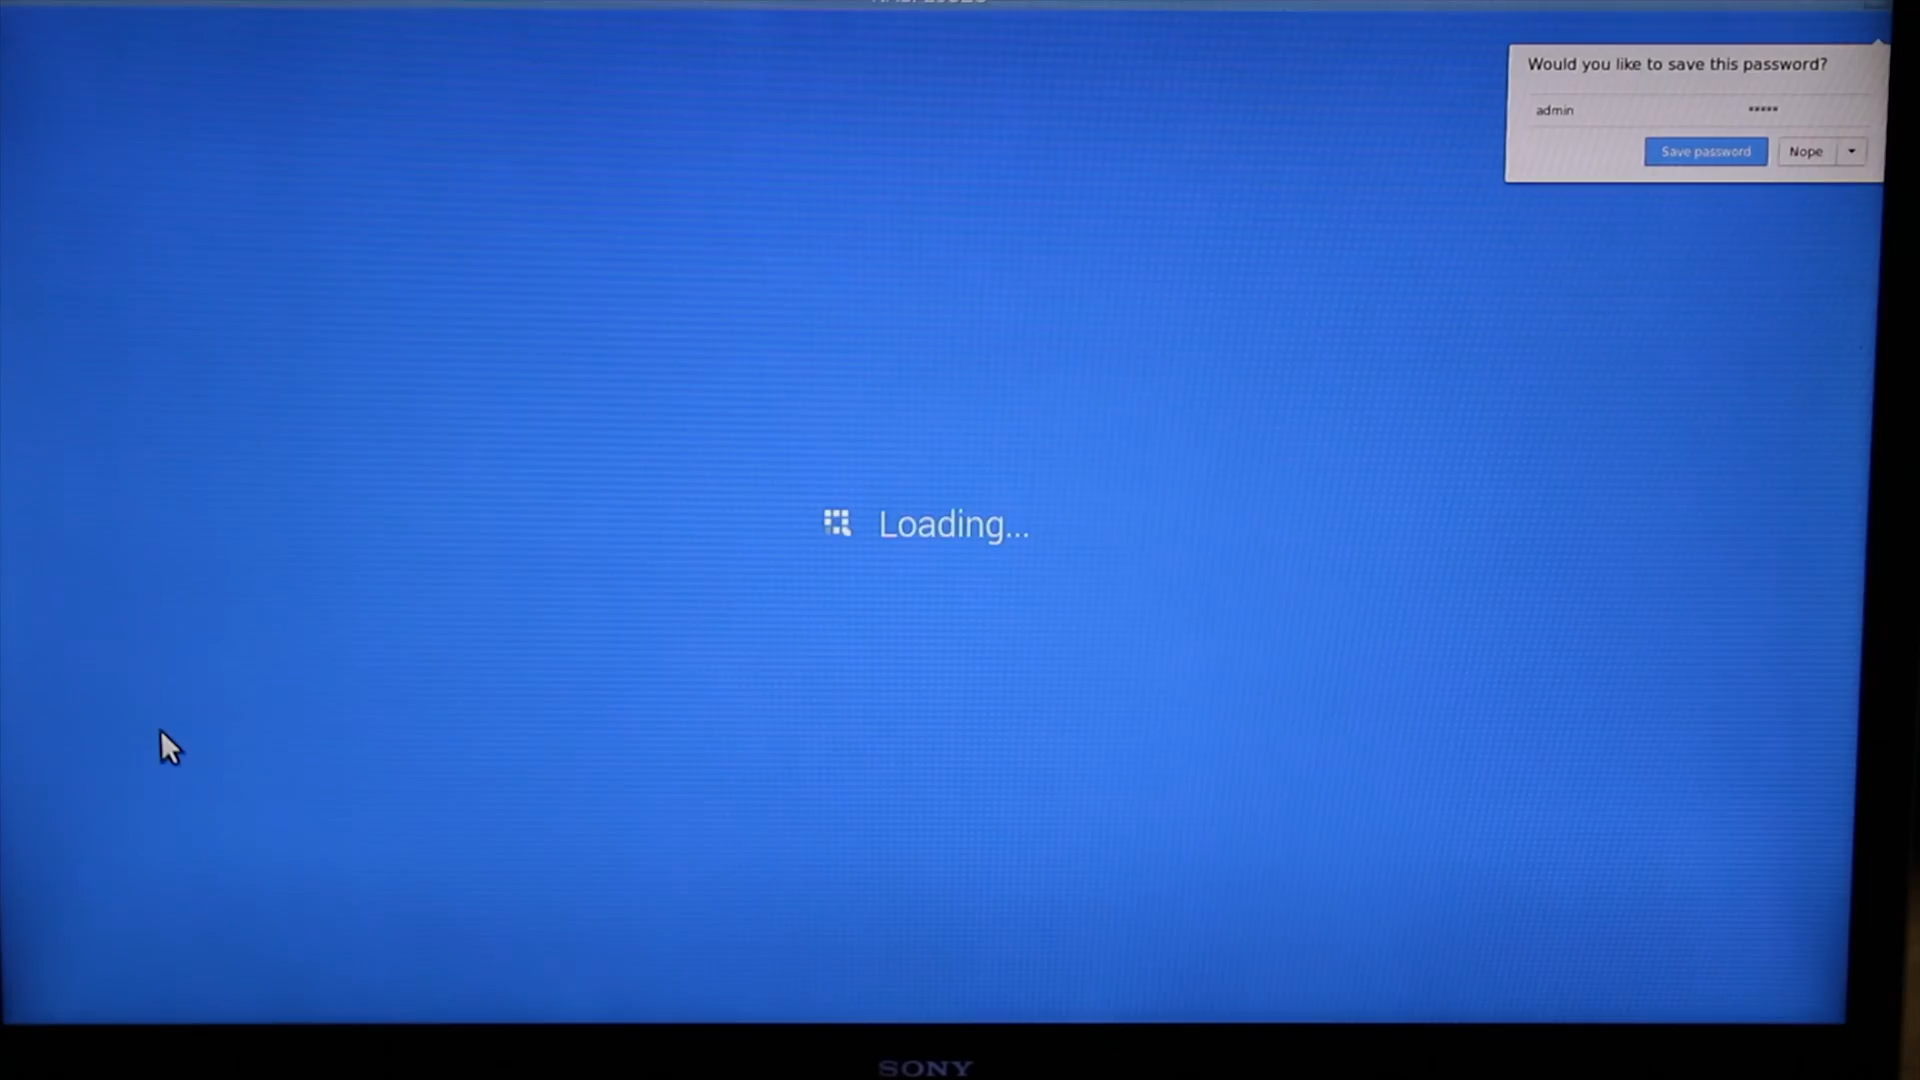 Would you like to save this password?
admin *****
Save password Nope
Loading...
SONY